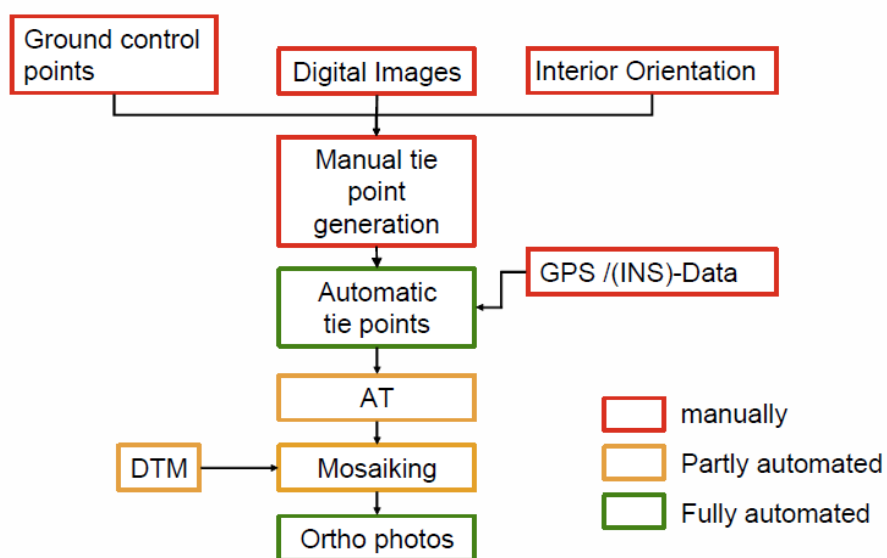 Ground control
points
Digital Images
Interior Orientation
Manual tie
point
generation
GPS /(INS)-Data
Automatic
tie points
AT
DTM
Mosaiking
Ortho photos
manually
Partly automated
Fully automated